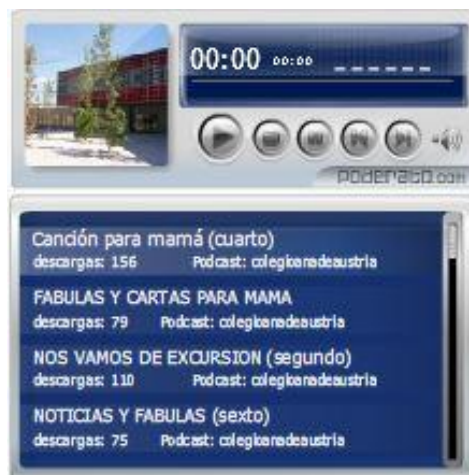 00:00 00:00
PODERATO.com
Canción para mamá (cuarto)
descargas: 156 Podcast: colegioanadeaustria
FABULAS Y CARTAS PARA MAMA
descargas: 79 Podcast: colegioanadeaustria
NOS VAMOS DE EXCURSION (segundo)
descargas: 110 Podcast: colegioanadeaustria
NOTICIAS Y FABULAS (sexto)
descargas: 75 Podcast: colegioanadeaustria